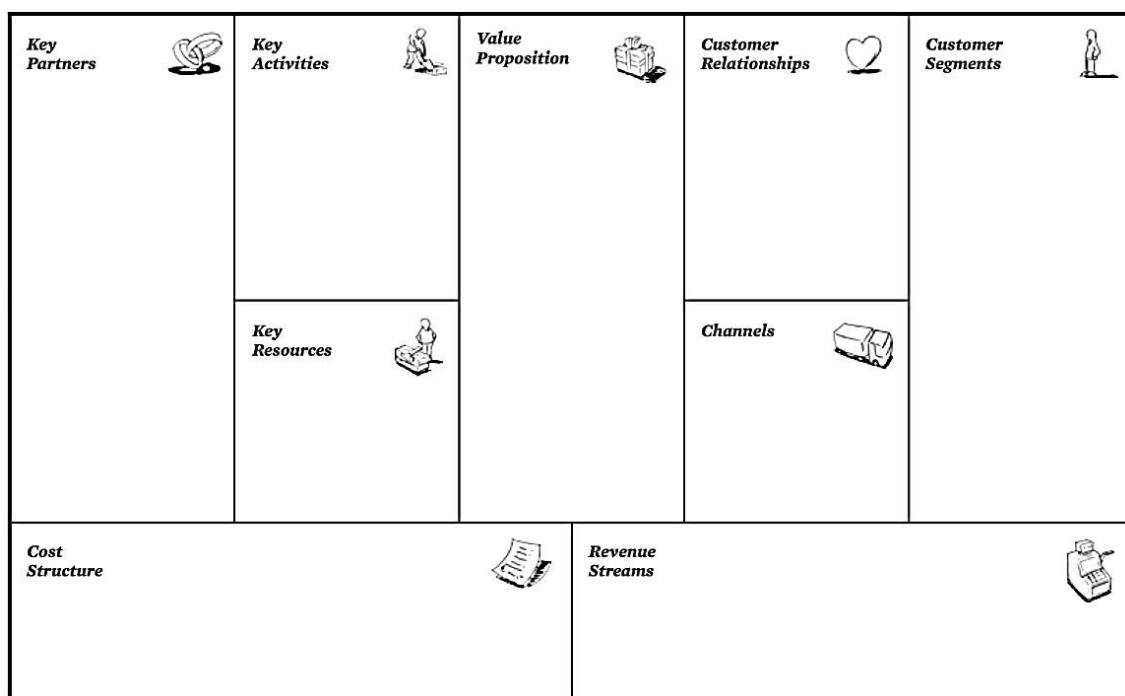 Key
Partners
Key
Activities
Value
Proposition
Customer
Relationships
Customer
Segments
Key
Resources
Channels
Cost
Structure
Revenue
Streams